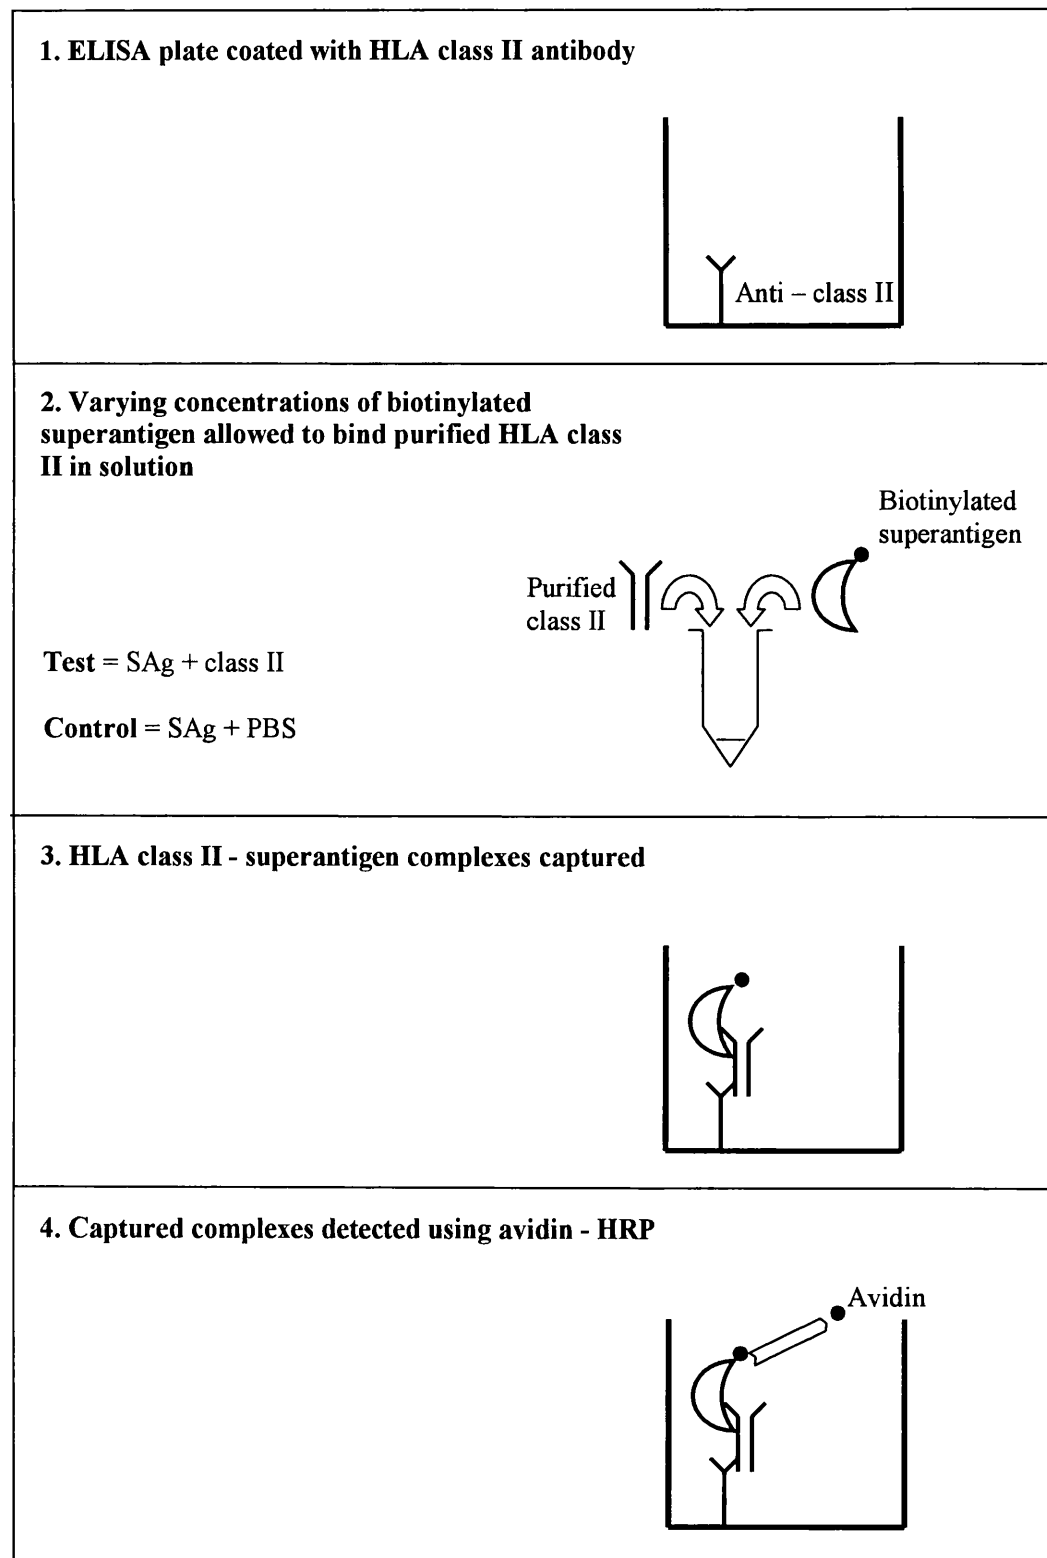 1. ELISA plate coated with HLA class II antibody
Anti – class II
2. Varying concentrations of biotinylated
superantigen allowed to bind purified HLA class
II in solution
Biotinylated
superantigen
Purified
class II
Test = SAg + class II
Control = SAg + PBS
3. HLA class II - superantigen complexes captured
4. Captured complexes detected using avidin - HRP
Avidin